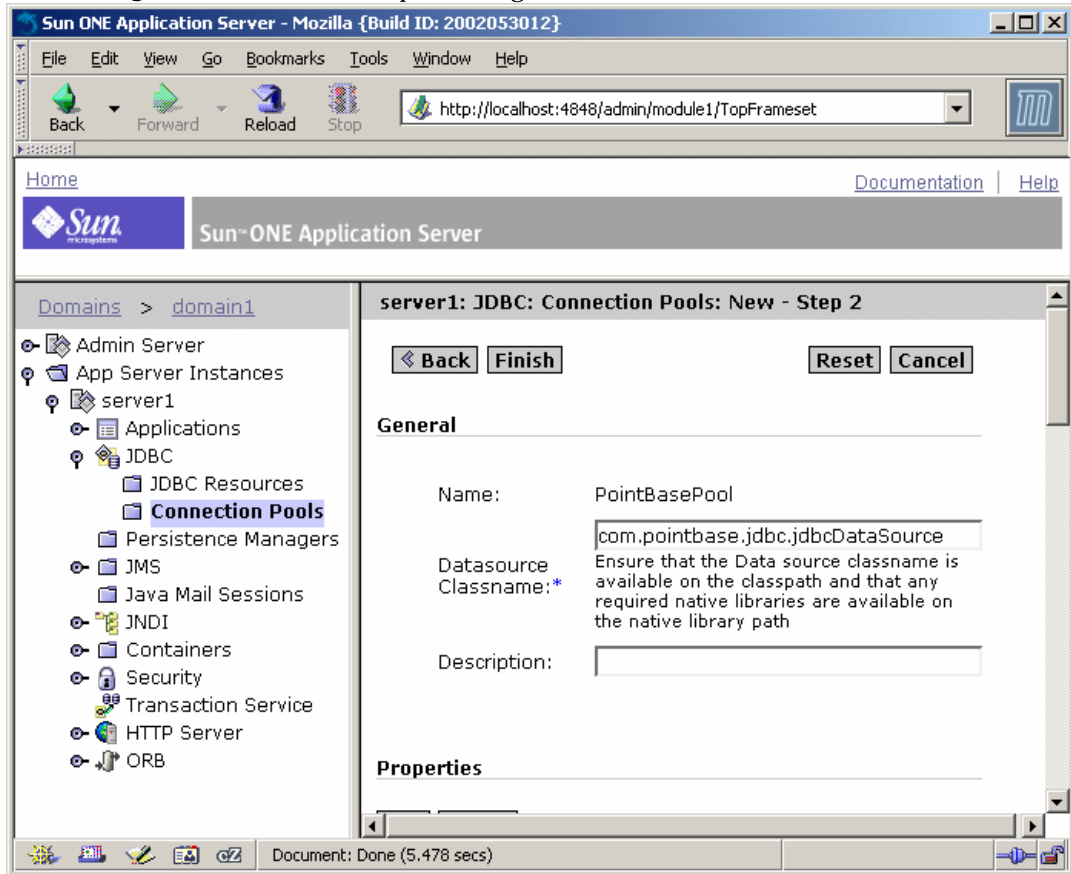 Sun ONE Application Server - Mozilla {Build ID: 2002053012}
File Edit View Go Bookmarks Tools Window Help
Back Forward Reload Stop
http://localhost:4848/admin/module1/TopFrameset
Home
Documentation | Help
Sun
microsystems
Sun™ ONE Application Server
Domains > domain1
Admin Server
App Server Instances
server1
Applications
JDBC
JDBC Resources
Connection Pools
Persistence Managers
JMS
Java Mail Sessions
JNDI
Containers
Security
Transaction Service
HTTP Server
ORB
server1: JDBC: Connection Pools: New - Step 2
Back Finish Reset Cancel
General
Name: PointBasePool
com.pointbase.jdbc.jdbcDataSource
Datasource
Classname:*
Ensure that the Data source classname is
available on the classpath and that any
required native libraries are available on
the native library path
Description:
Properties
Document: Done (5.478 secs)